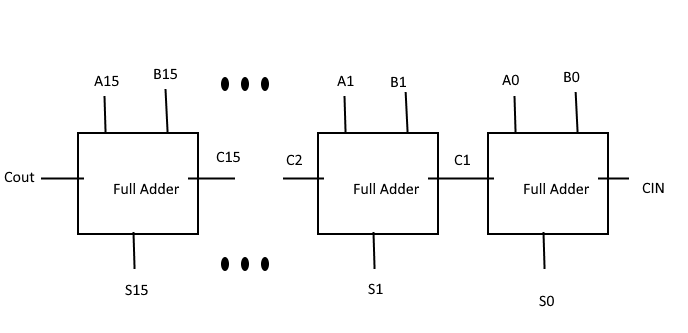 A15 B15 A1 B1 A0 B0
Cout Full Adder C15 C2 Full Adder C1 Full Adder CIN
S15 S1 S0